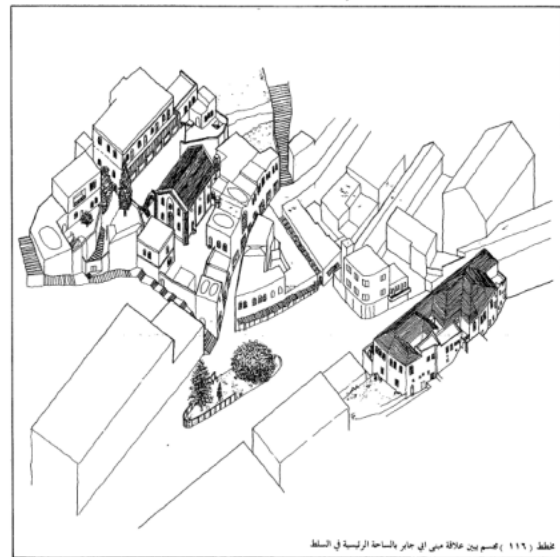 مخطط ( ١١٦ ) مجسم يبين علاقة مبنى ابي جابر بالساحة الرئيسية في السلط